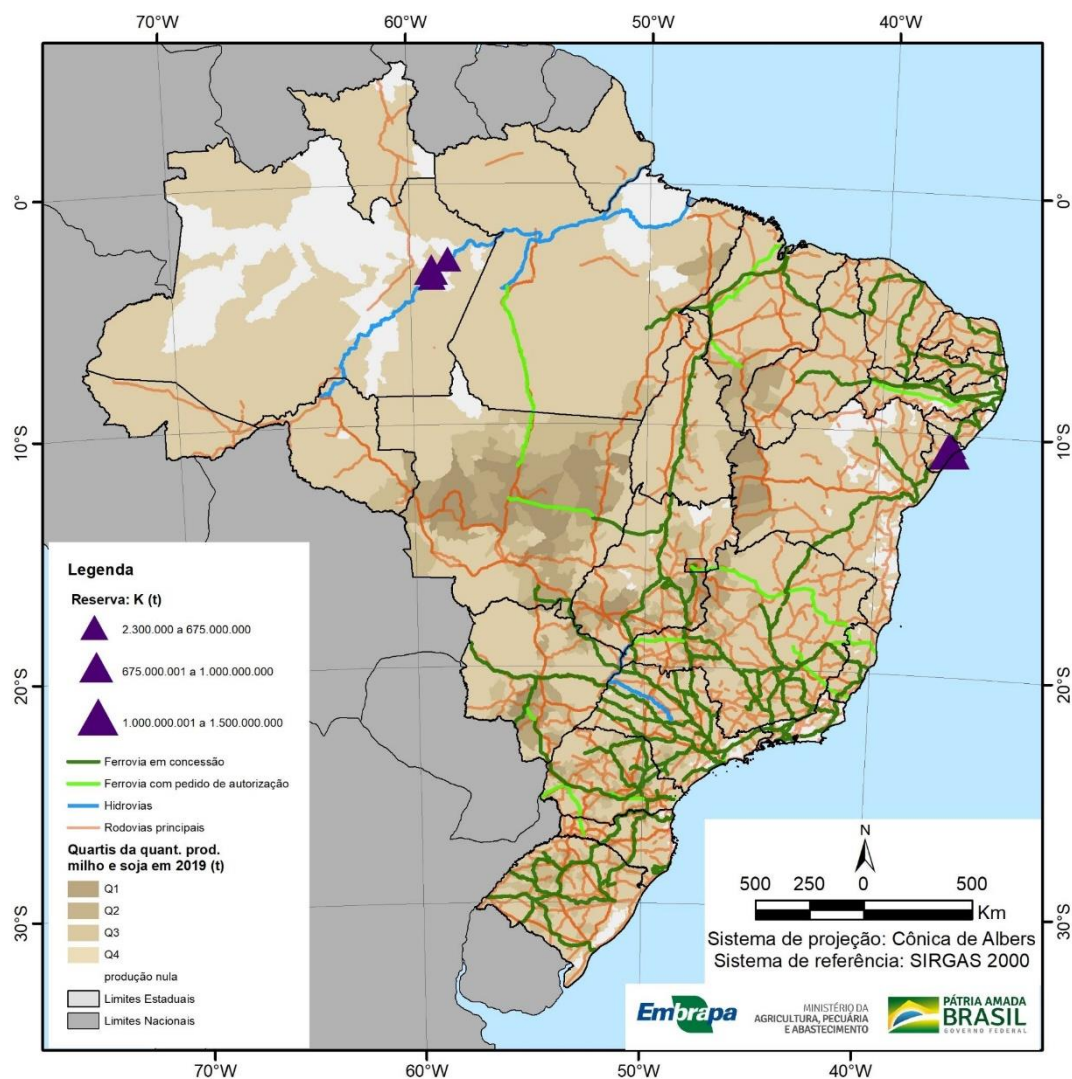 70°W 60°W 50°W 40°W
0°
10°S
20°S
30°S
0°
10°S
20°S
30°S
Legenda
Reserva: K (t)
2.300.000 a 675.000.000
675.000.001 a 1.000.000.000
1.000.000.001 a 1.500.000.000
Ferrovia em concessão
Ferrovia com pedido de autorização
Hidrovias
Rodovias principais
Quartis da quant. prod.
milho e soja em 2019 (t)
Q1
Q2
Q3
Q4
produção nula
Limites Estaduais
Limites Nacionais
N
500 250 0 500
Km
Sistema de projeção: Cônica de Albers
Sistema de referência: SIRGAS 2000
Embrapa
MINISTÉRIO DA
AGRICULTURA, PECUÁRIA
E ABASTECIMENTO
PÁTRIA AMADA
BRASIL
GOVERNO FEDERAL
70°W 60°W 50°W 40°W